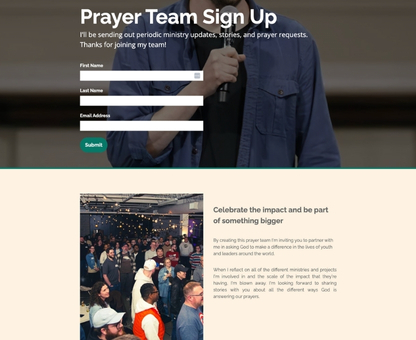 Prayer Team Sign Up
I'll be sending out periodic ministry updates, stories, and prayer requests.
Thanks for joining my team!
First Name
Last Name
Email Address
Submit
Celebrate the impact and be part
of something bigger
By creating this prayer team I'm inviting you to partner with
me in asking God to make a difference in the lives of youth
and leaders around the world.
When I reflect on all of the different ministries and projects
I'm involved in and the scale of the impact that they're
having, I'm blown away. I'm looking forward to sharing
stories with you about all the different ways God is
answering our prayers.